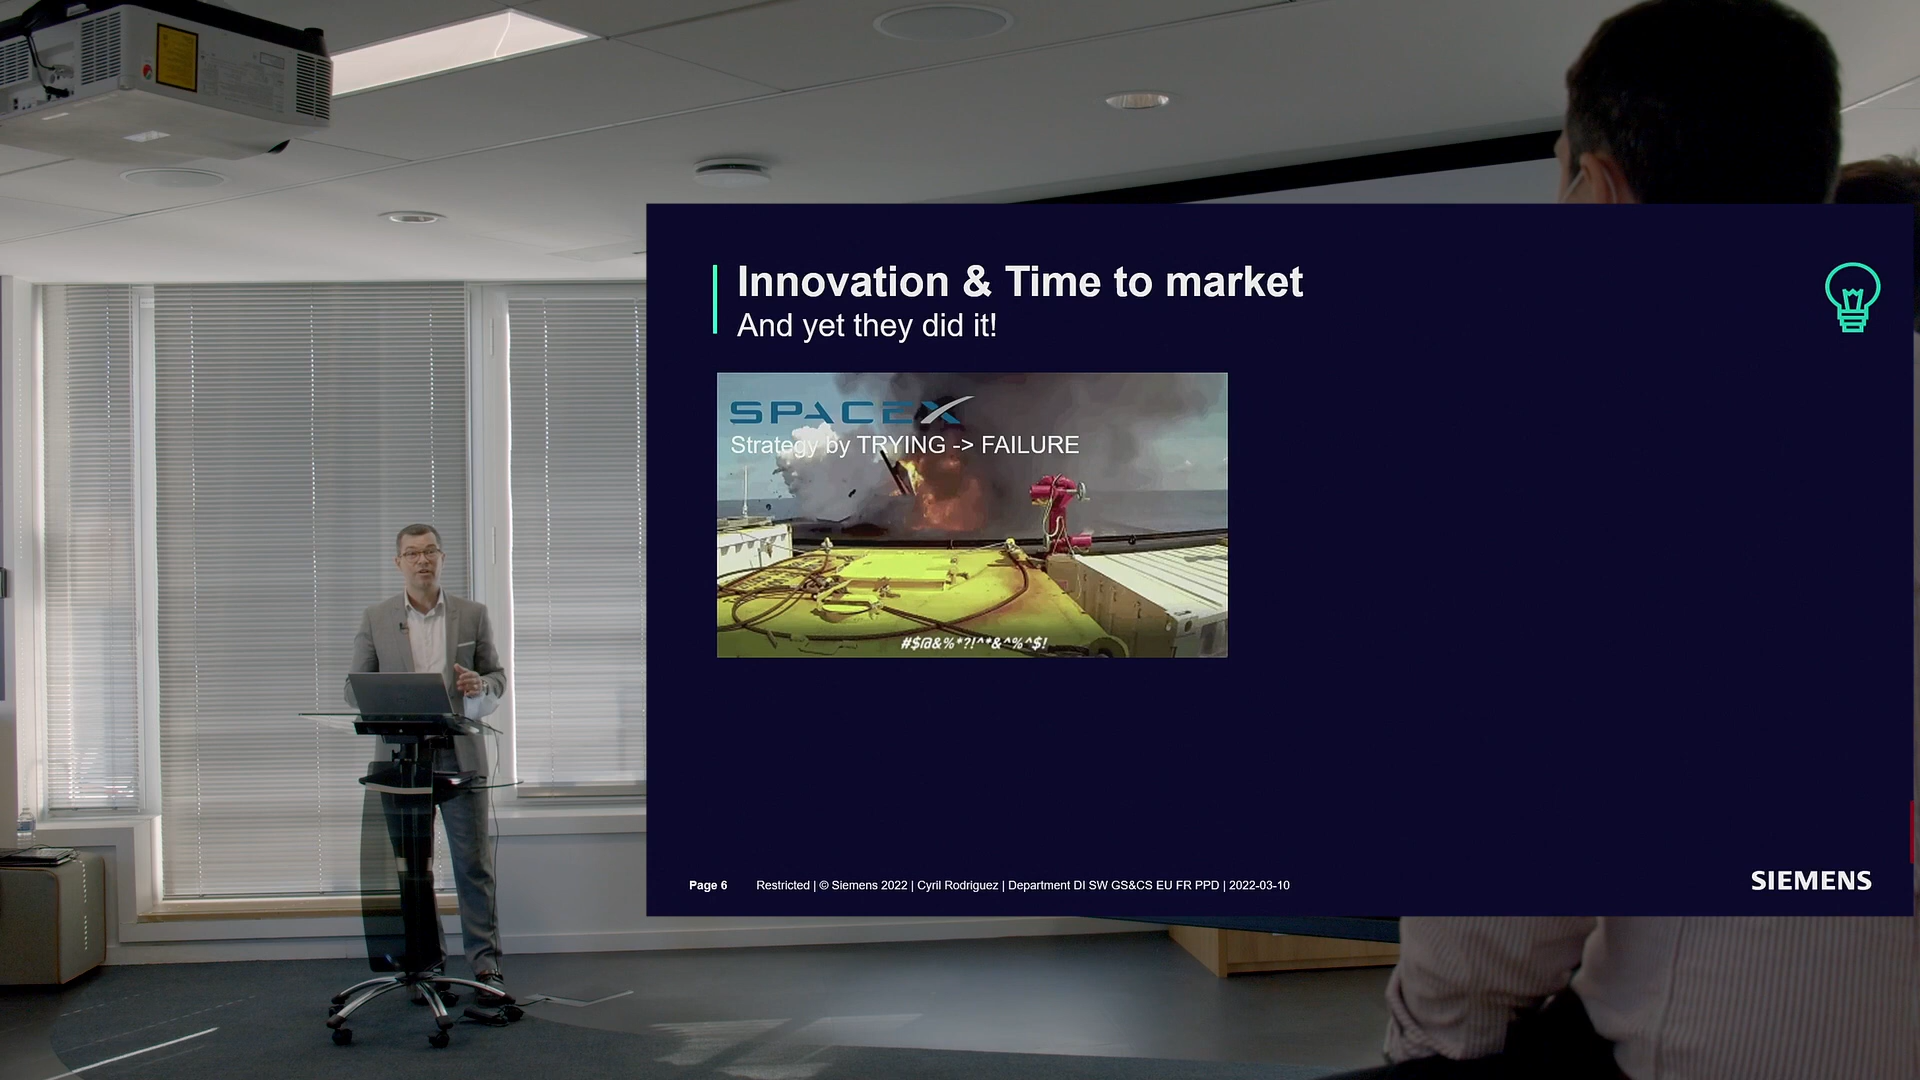 Innovation & Time to market
And yet they did it!
SPACEX
Strategy by TRYING -> FAILURE
#$@&%*?!^*&^%^$!
Page 6 Restricted | © Siemens 2022 | Cyril Rodriguez | Department DI SW GS&CS EU FR PPD | 2022-03-10
SIEMENS